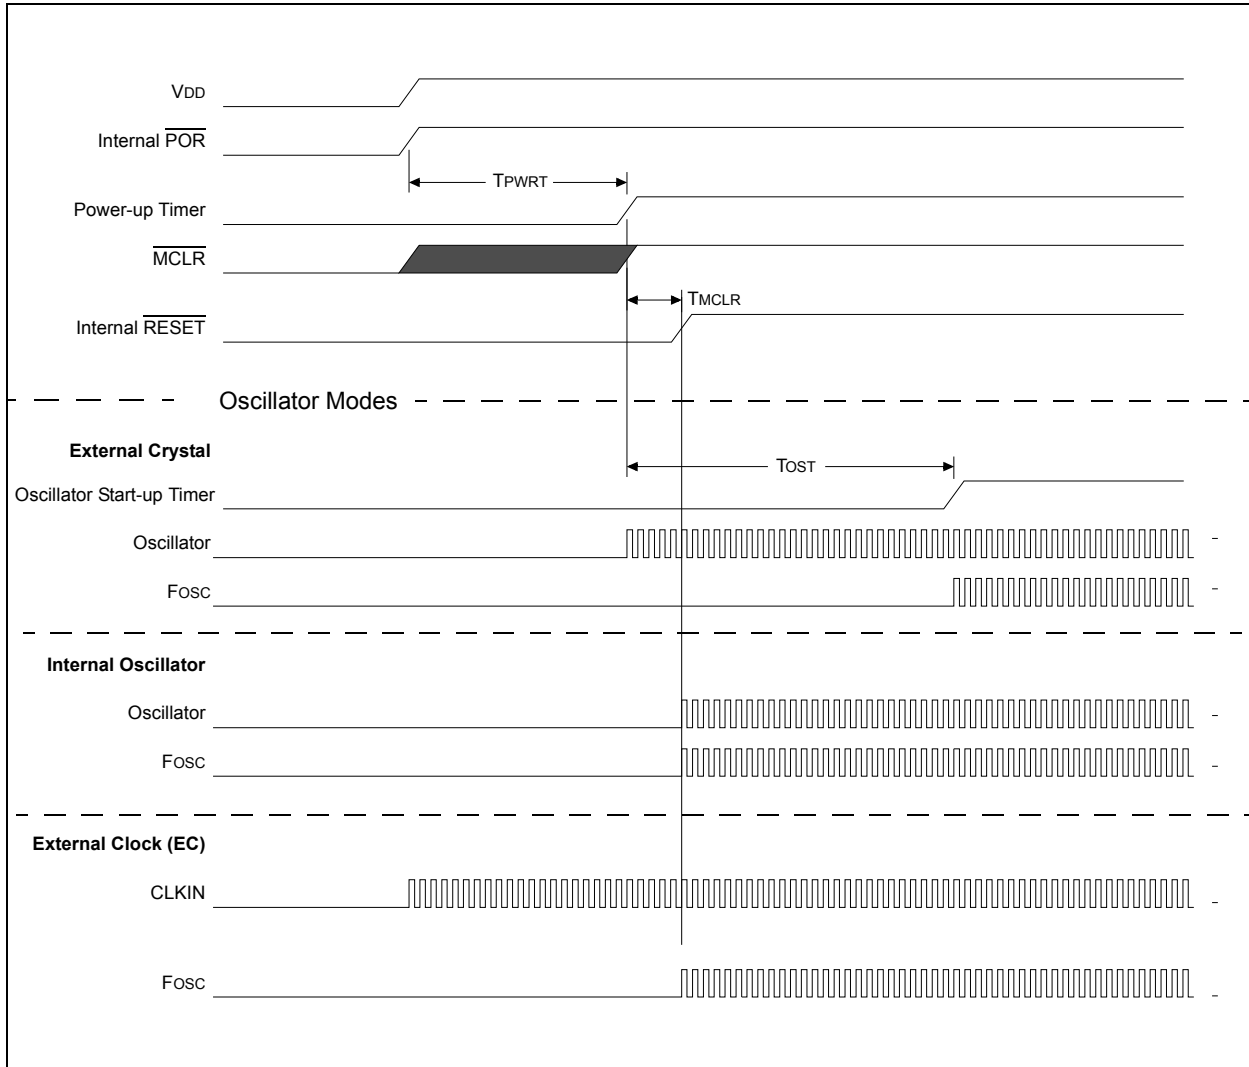 VDD
Internal POR
TPWRT
Power-up Timer
MCLR
TMCLR
Internal RESET
Oscillator Modes
External Crystal
TOST
Oscillator Start-up Timer
Oscillator
FOSC
Internal Oscillator
Oscillator
FOSC
External Clock (EC)
CLKIN
FOSC